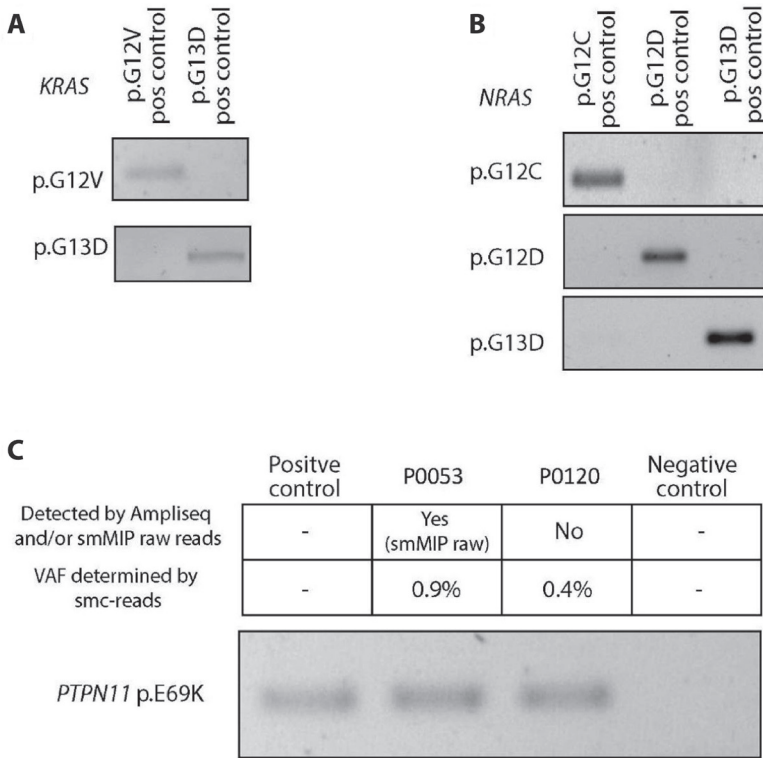 A
KRAS
p.G12V
pos control
p.G13D
pos control
p.G12V
p.G13D
B
NRAS
p.G12C
pos control
p.G12D
pos control
p.G13D
pos control
p.G12C
p.G12D
p.G13D
C
Positve
control
P0053
P0120
Negative
control
Detected by Ampliseq
and/or smMIP raw reads
-
Yes
(smMIP raw)
No
-
VAF determined by
smc-reads
-
0.9%
0.4%
-
PTPN11 p.E69K